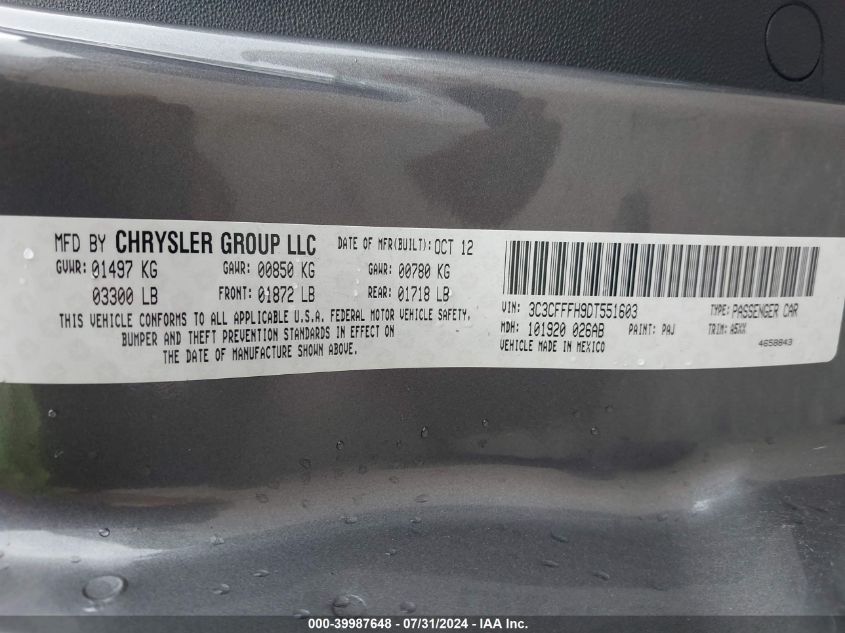 MFD BY CHRYSLER GROUP LLC DATE OF MFR(BUILT): OCT 12
GVWR: 01497 KG GAWR: 00850 KG GAWR: 00780 KG
03300 LB FRONT: 01872 LB REAR: 01718 LB
THIS VEHICLE CONFORMS TO ALL APPLICABLE U.S.A. FEDERAL MOTOR VEHICLE SAFETY,
BUMPER AND THEFT PREVENTION STANDARDS IN EFFECT ON
THE DATE OF MANUFACTURE SHOWN ABOVE.
VIN: 3C3CFFFH9DT551603 TYPE: PASSENGER CAR
MDH: 101920 026AB PAINT: PAJ TRIM: A5XX
VEHICLE MADE IN MEXICO 4658843
000-39987648 - 07/31/2024 - IAA Inc.